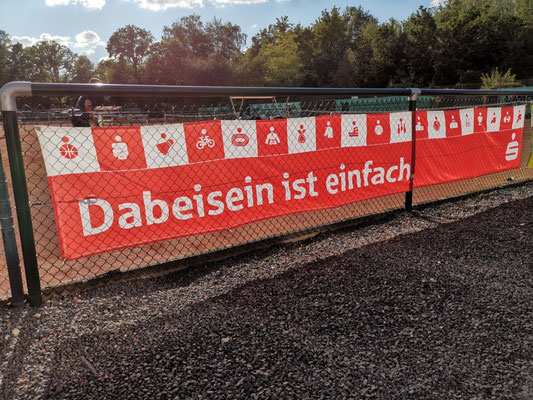 Dabeisein ist einfach.